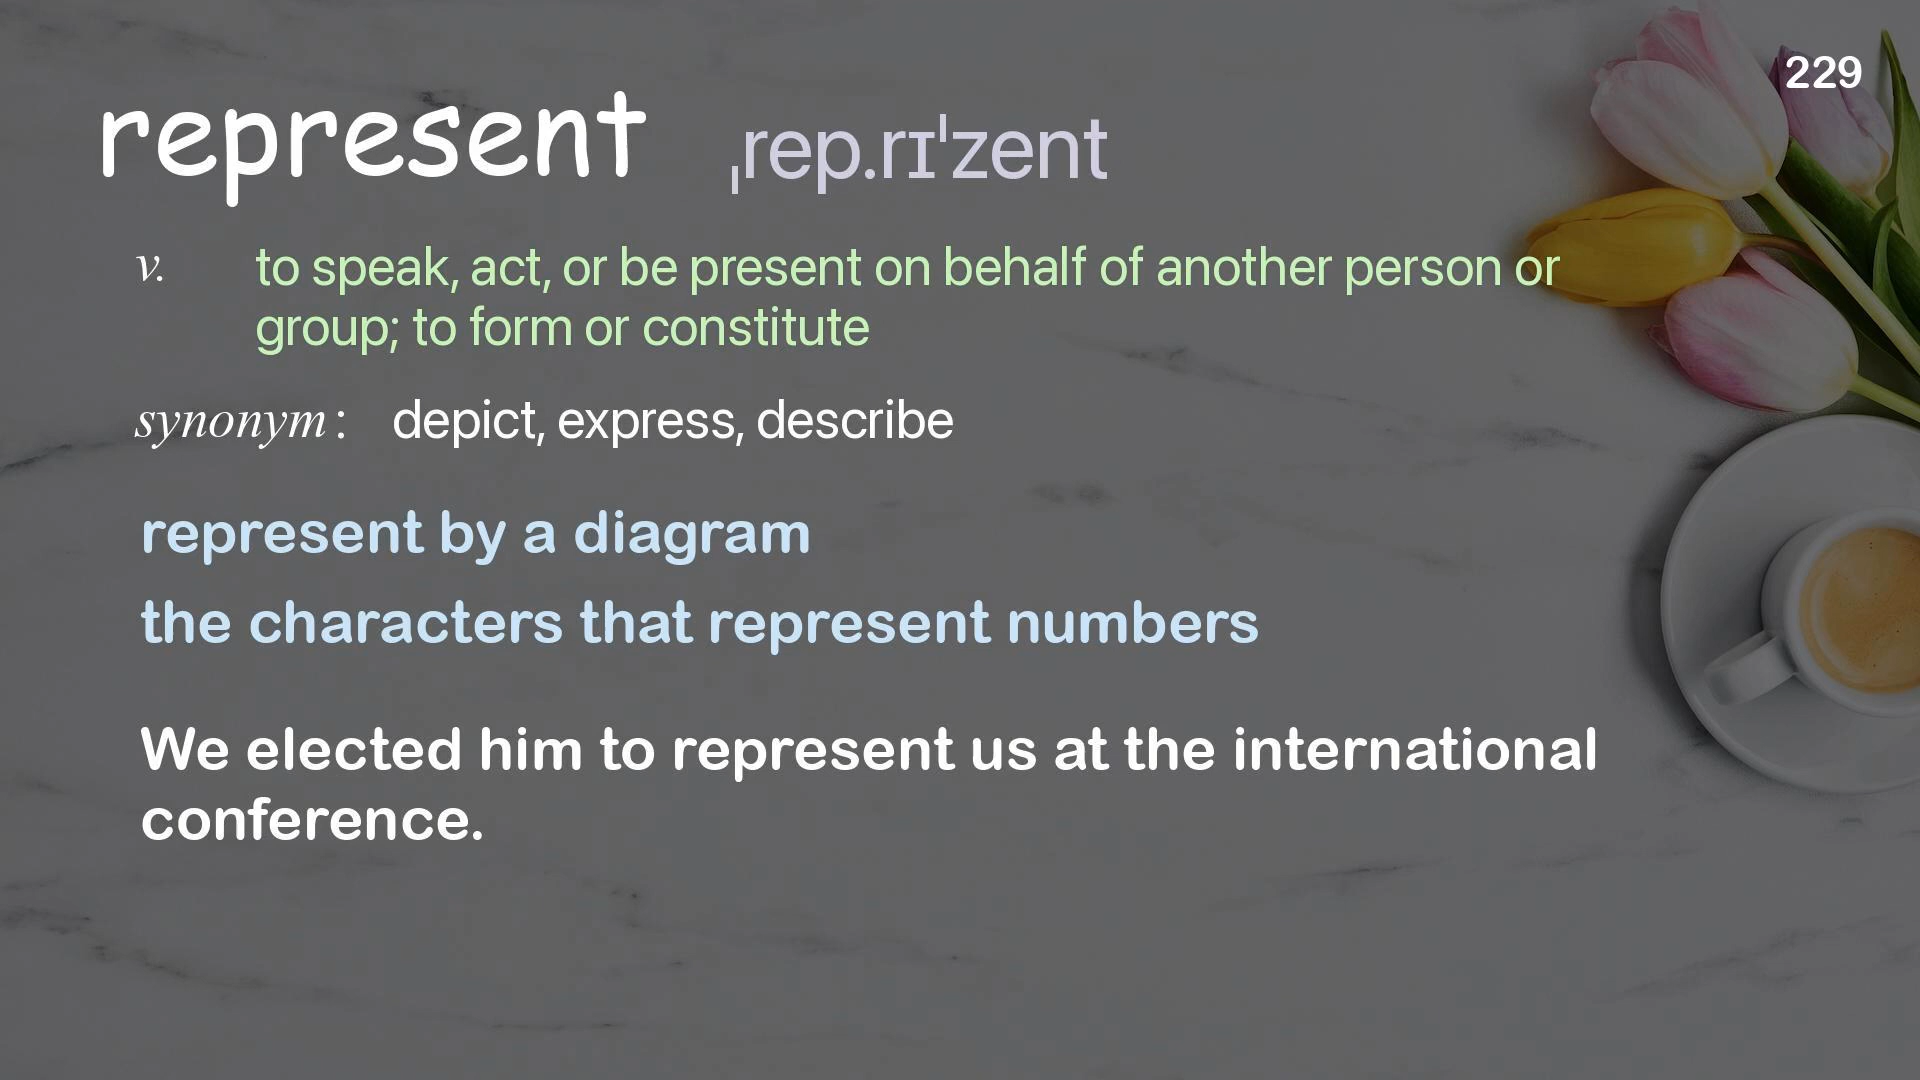 229
represent ˌrep.rɪˈzent
v. to speak, act, or be present on behalf of another person or
group; to form or constitute
synonym : depict, express, describe
represent by a diagram
the characters that represent numbers
We elected him to represent us at the international
conference.